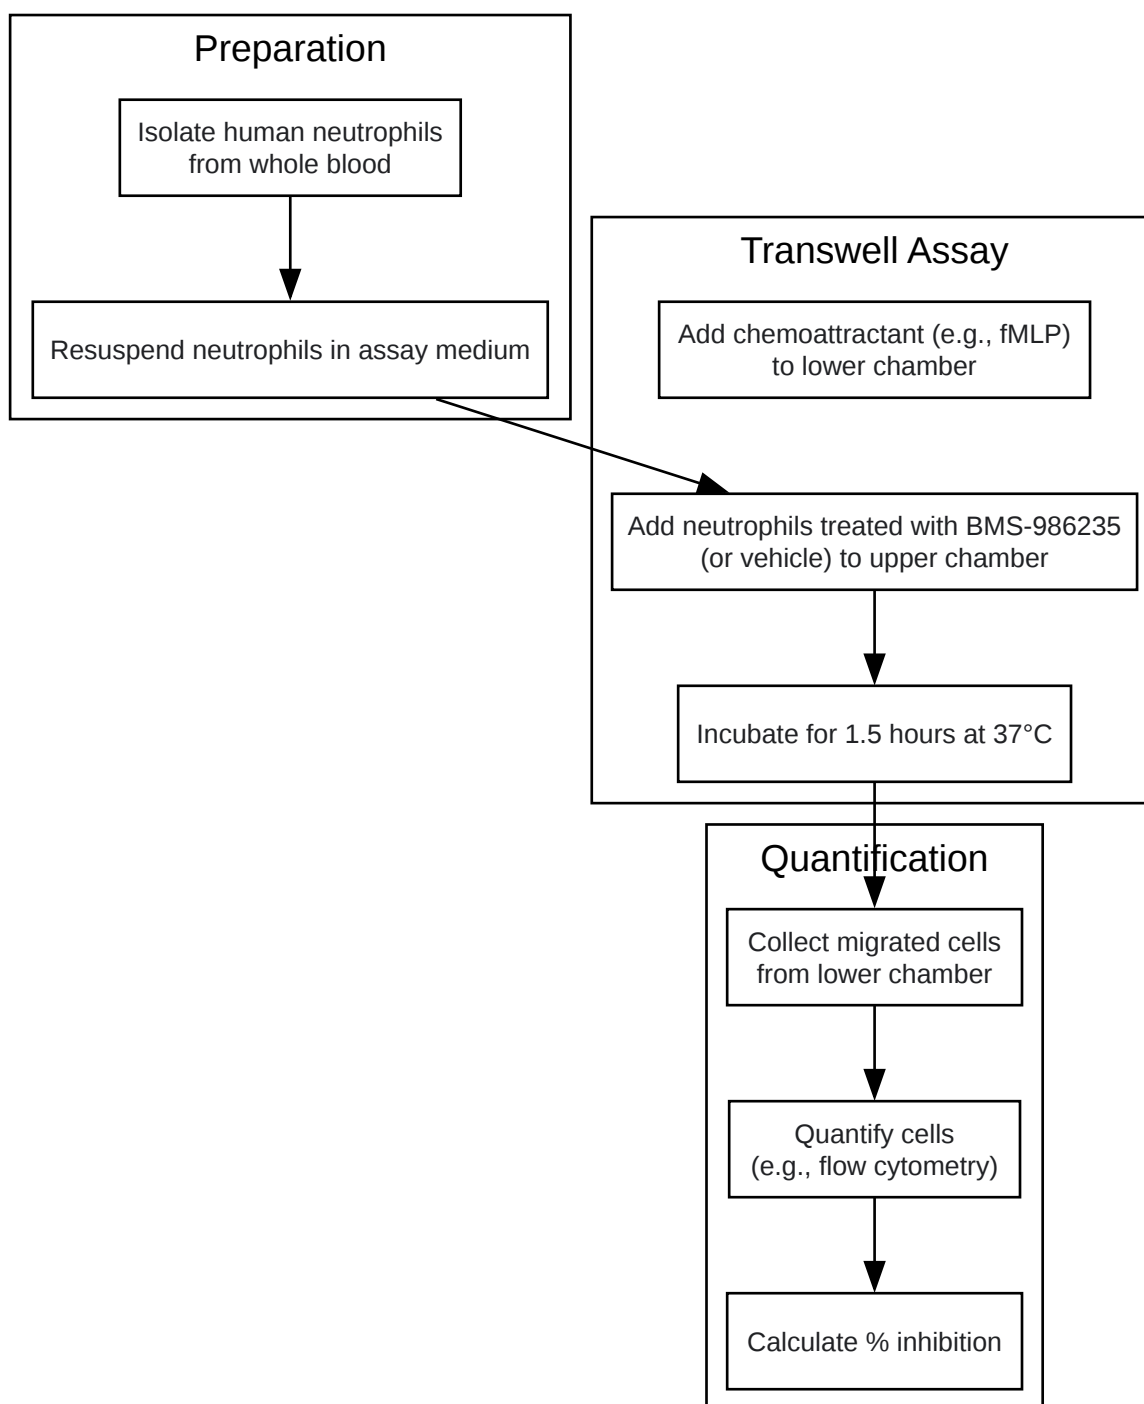 Preparation
Isolate human neutrophils
from whole blood
Resuspend neutrophils in assay medium
Transwell Assay
Add chemoattractant (e.g., fMLP)
to lower chamber
Add neutrophils treated with BMS-986235
(or vehicle) to upper chamber
Incubate for 1.5 hours at 37°C
Quantification
Collect migrated cells
from lower chamber
Quantify cells
(e.g., flow cytometry)
Calculate % inhibition